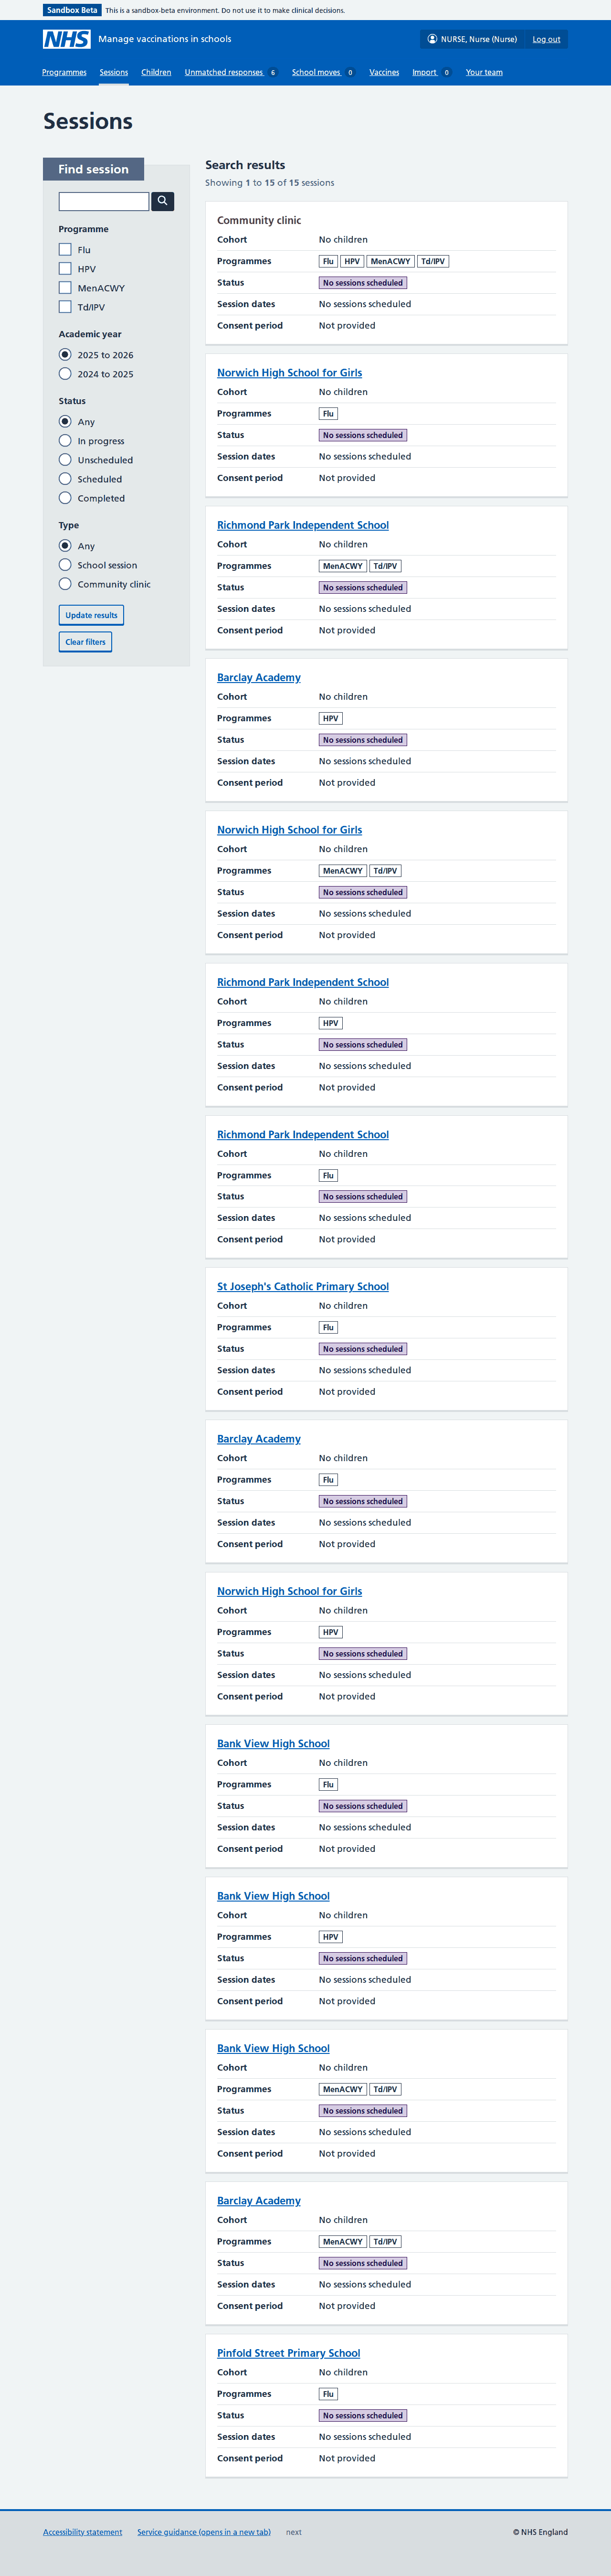 Sandbox Beta This is a sandbox-beta environment. Do not use it to make clinical decisions.
NHS Manage vaccinations in schools NURSE, Nurse (Nurse) Log out
Programmes Sessions Children Unmatched responses 6 School moves 0 Vaccines Import 0 Your team
Sessions
Find session
Programme
Flu
HPV
MenACWY
Td/IPV
Academic year
2025 to 2026
2024 to 2025
Status
Any
In progress
Unscheduled
Scheduled
Completed
Type
Any
School session
Community clinic
Update results
Clear filters
Search results
Showing 1 to 15 of 15 sessions
Community clinic
Cohort No children
Programmes Flu HPV MenACWY Td/IPV
Status No sessions scheduled
Session dates No sessions scheduled
Consent period Not provided
Norwich High School for Girls
Cohort No children
Programmes Flu
Status No sessions scheduled
Session dates No sessions scheduled
Consent period Not provided
Richmond Park Independent School
Cohort No children
Programmes MenACWY Td/IPV
Status No sessions scheduled
Session dates No sessions scheduled
Consent period Not provided
Barclay Academy
Cohort No children
Programmes HPV
Status No sessions scheduled
Session dates No sessions scheduled
Consent period Not provided
Norwich High School for Girls
Cohort No children
Programmes MenACWY Td/IPV
Status No sessions scheduled
Session dates No sessions scheduled
Consent period Not provided
Richmond Park Independent School
Cohort No children
Programmes HPV
Status No sessions scheduled
Session dates No sessions scheduled
Consent period Not provided
Richmond Park Independent School
Cohort No children
Programmes Flu
Status No sessions scheduled
Session dates No sessions scheduled
Consent period Not provided
St Joseph's Catholic Primary School
Cohort No children
Programmes Flu
Status No sessions scheduled
Session dates No sessions scheduled
Consent period Not provided
Barclay Academy
Cohort No children
Programmes Flu
Status No sessions scheduled
Session dates No sessions scheduled
Consent period Not provided
Norwich High School for Girls
Cohort No children
Programmes HPV
Status No sessions scheduled
Session dates No sessions scheduled
Consent period Not provided
Bank View High School
Cohort No children
Programmes Flu
Status No sessions scheduled
Session dates No sessions scheduled
Consent period Not provided
Bank View High School
Cohort No children
Programmes HPV
Status No sessions scheduled
Session dates No sessions scheduled
Consent period Not provided
Bank View High School
Cohort No children
Programmes MenACWY Td/IPV
Status No sessions scheduled
Session dates No sessions scheduled
Consent period Not provided
Barclay Academy
Cohort No children
Programmes MenACWY Td/IPV
Status No sessions scheduled
Session dates No sessions scheduled
Consent period Not provided
Pinfold Street Primary School
Cohort No children
Programmes Flu
Status No sessions scheduled
Session dates No sessions scheduled
Consent period Not provided
Accessibility statement Service guidance (opens in a new tab) next © NHS England